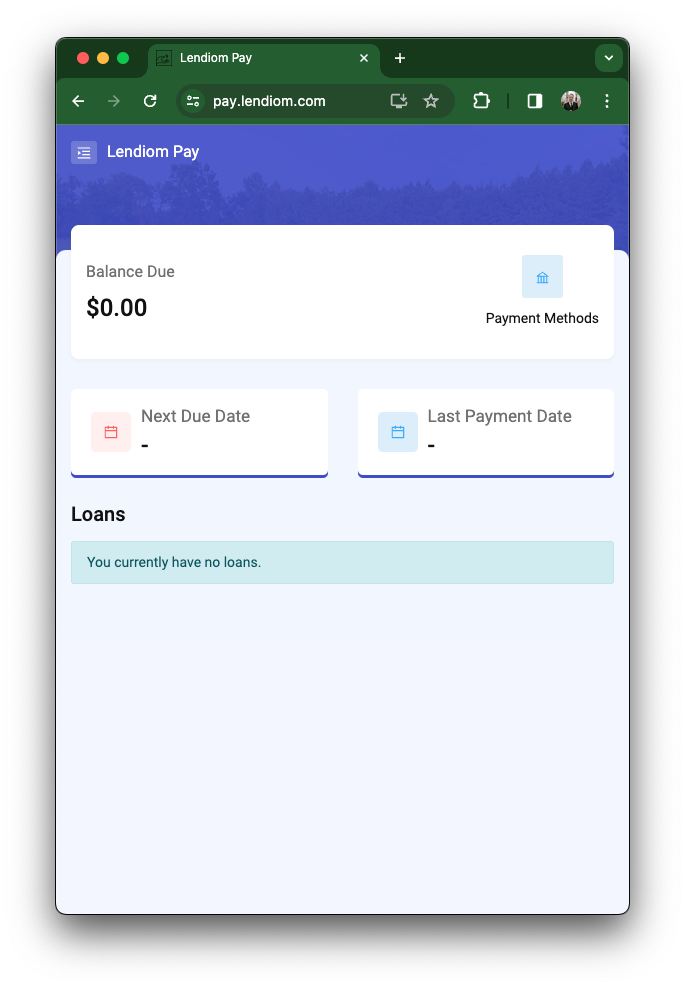 Lendiom Pay
pay.lendiom.com
Lendiom Pay
Balance Due
$0.00
Payment Methods
Next Due Date
-
Last Payment Date
-
Loans
You currently have no loans.